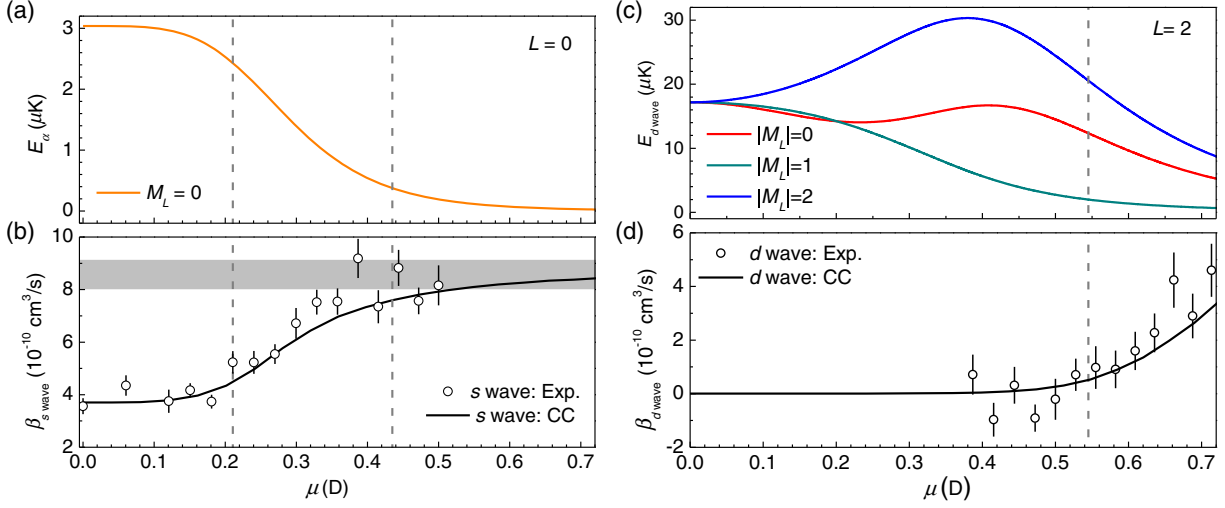 (a)
L = 0
3
2
1
0
Eα (μK)
M_L = 0
(b)
10
8
6
4
2
β_s wave (10^-10 cm^3/s)
s wave: Exp.
s wave: CC
0.0 0.1 0.2 0.3 0.4 0.5 0.6 0.7
μ (D)
(c)
L= 2
30
20
10
0
E_d wave (μK)
|M_L|=0
|M_L|=1
|M_L|=2
(d)
6
4
2
0
-2
β_d wave (10^-10 cm^3/s)
d wave: Exp.
d wave: CC
0.0 0.1 0.2 0.3 0.4 0.5 0.6 0.7
μ (D)